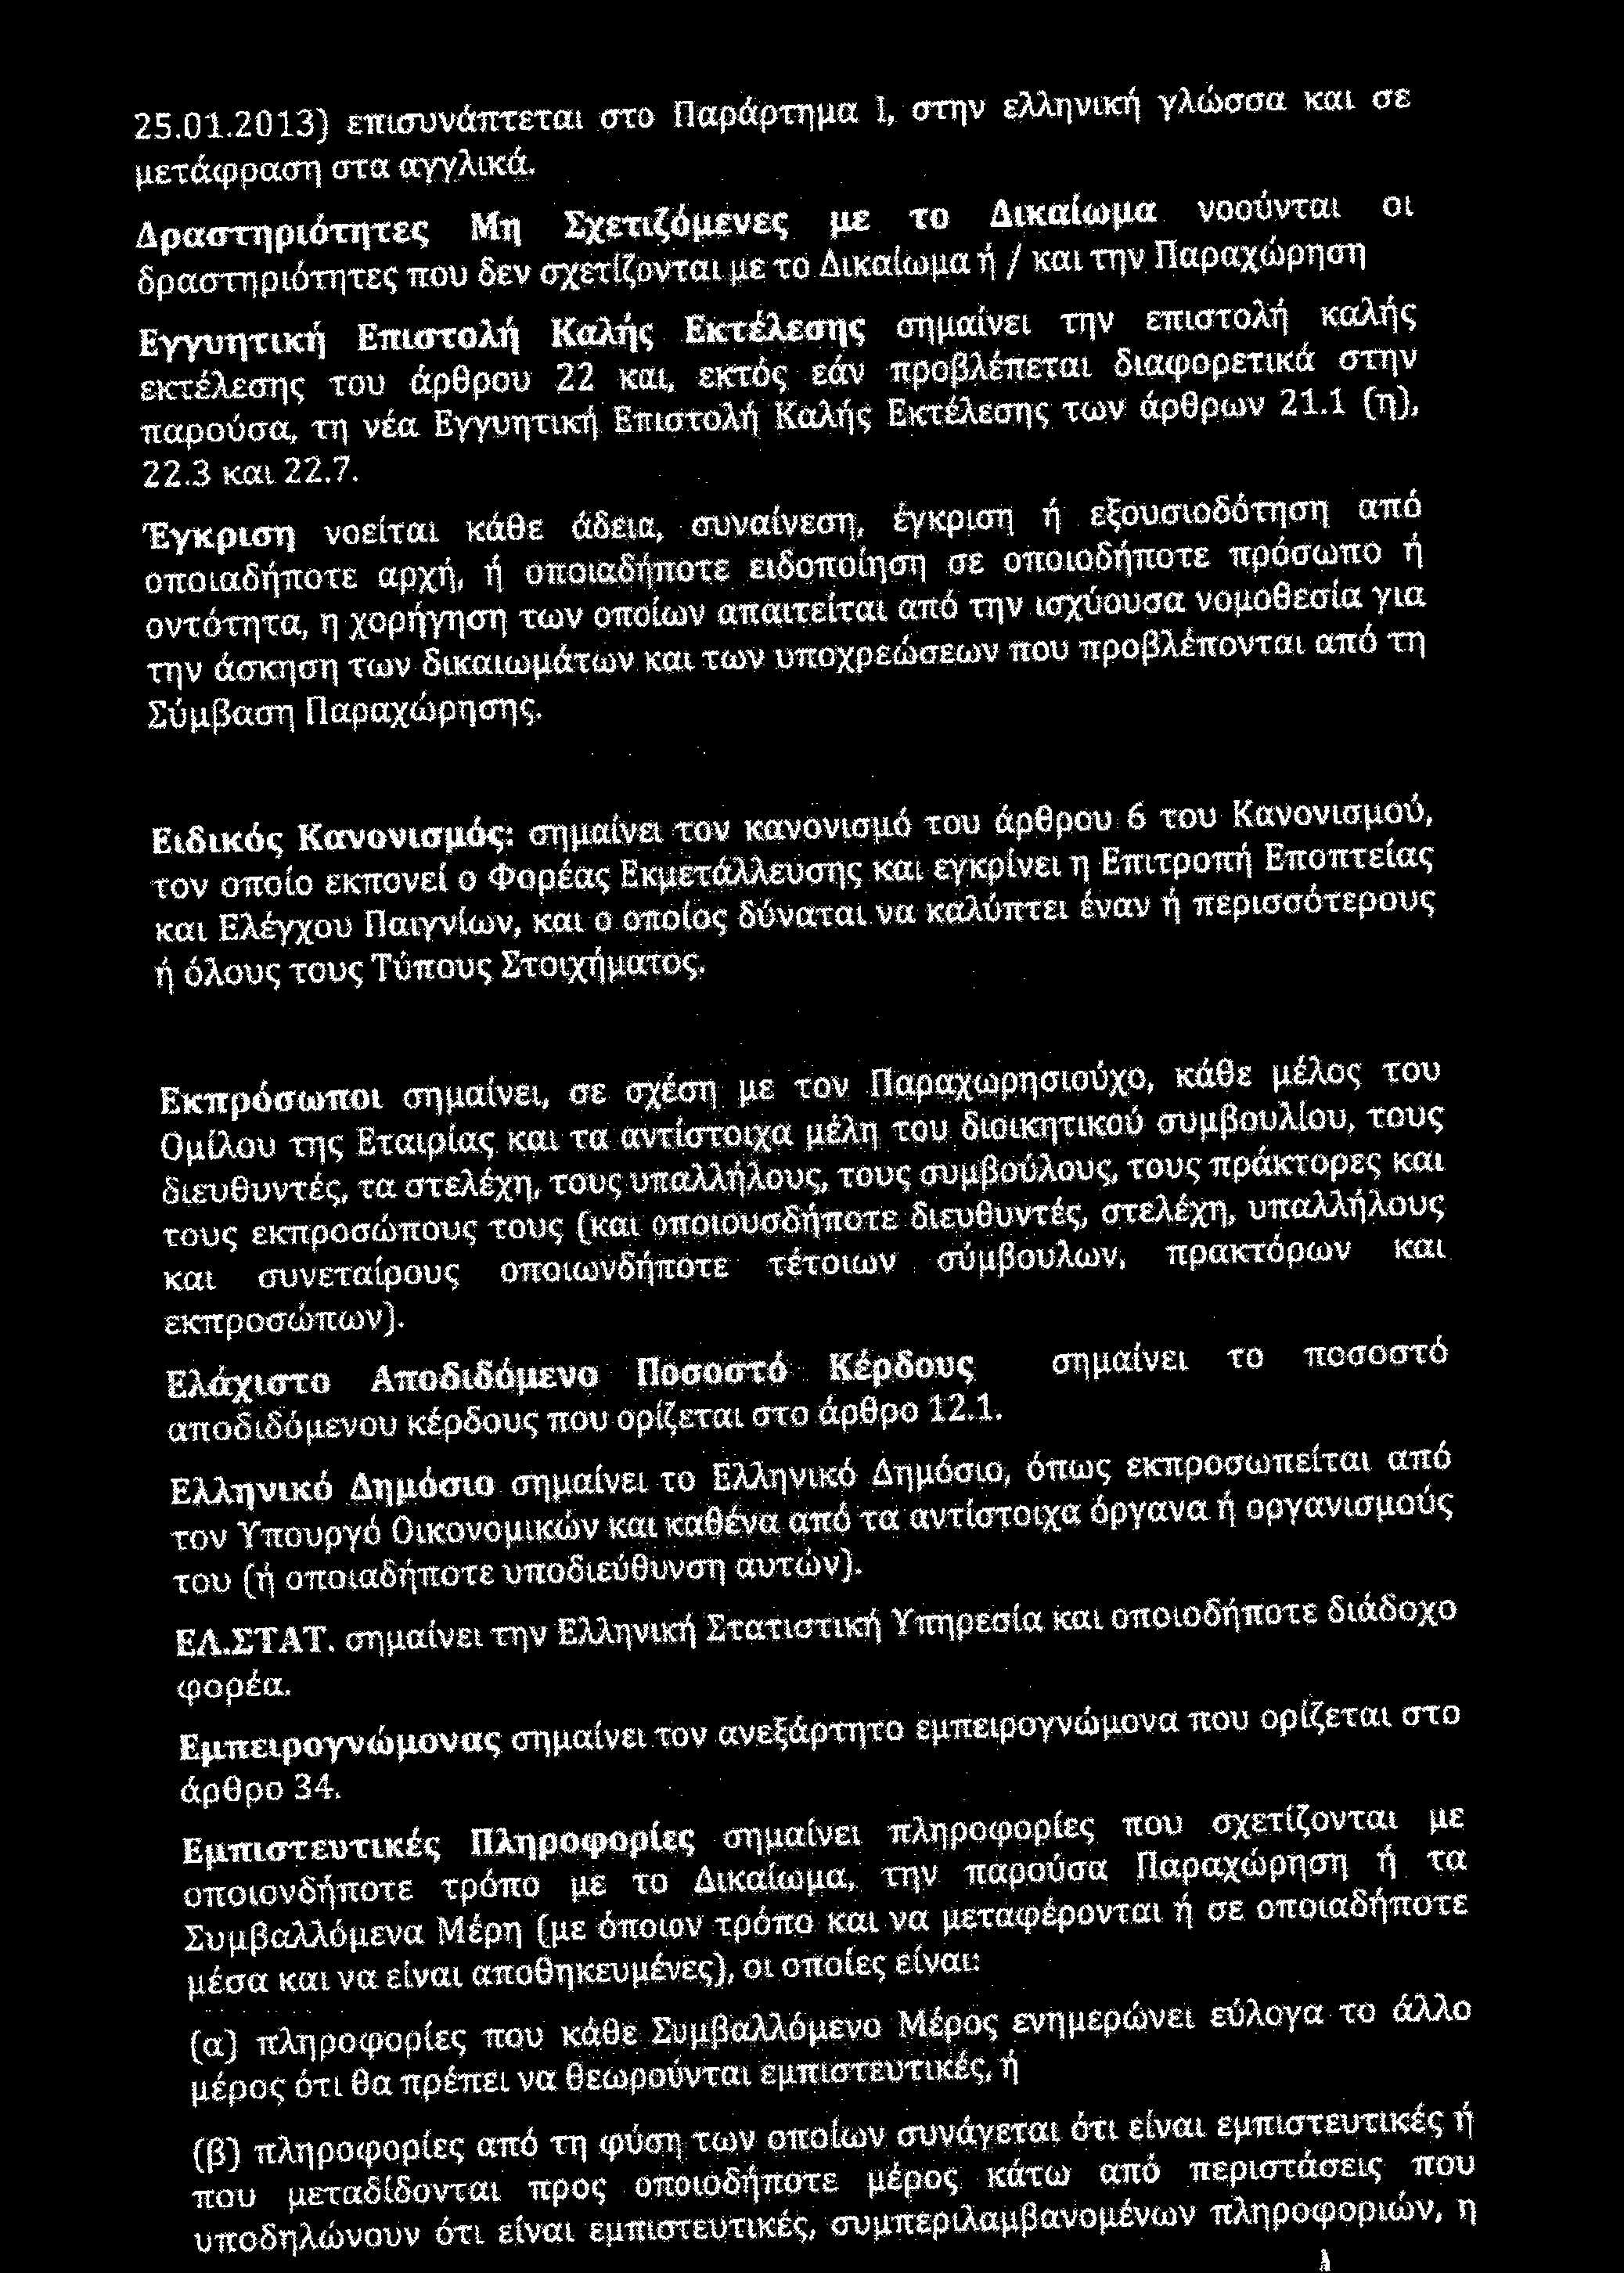 25.01.2013) επισυνάπτεται στο Παράρτημα Ι, στην ελληνική γλώσσα και σε
μετάφραση στα αγγλικά.
Δραστηριότητες Μη Σχετιζόμενες με το Δικαίωμα νοούνται οι
δραστηριότητες που δεν σχετίζονται με το Δικαίωμα ή / και την Παραχώρηση
Εγγυητική Επιστολή Καλής Εκτέλεσης σημαίνει την επιστολή καλής
εκτέλεσης του άρθρου 22 και, εκτός εάν προβλέπεται διαφορετικά στην
παρούσα, τη νέα Εγγυητική Επιστολή Καλής Εκτέλεσης των άρθρων 21.1 (η),
22.3 και 22.7.
Έγκριση νοείται κάθε άδεια, συναίνεση, έγκριση ή εξουσιοδότηση από
οποιαδήποτε αρχή, ή οποιαδήποτε ειδοποίηση σε οποιοδήποτε πρόσωπο ή
οντότητα, η χορήγηση των οποίων απαιτείται από την ισχύουσα νομοθεσία για
την άσκηση των δικαιωμάτων και των υποχρεώσεων που προβλέπονται από τη
Σύμβαση Παραχώρησης.
Ειδικός Κανονισμός: σημαίνει τον κανονισμό του άρθρου 6 του Κανονισμού,
τον οποίο εκπονεί ο Φορέας Εκμετάλλευσης και εγκρίνει η Επιτροπή Εποπτείας
και Ελέγχου Παιγνίων, και ο οποίος δύναται να καλύπτει έναν ή περισσότερους
ή όλους τους Τύπους Στοιχήματος.
Εκπρόσωποι σημαίνει, σε σχέση με τον Παραχωρησιούχο, κάθε μέλος του
Ομίλου της Εταιρίας και τα αντίστοιχα μέλη του διοικητικού συμβουλίου, τους
διευθυντές, τα στελέχη, τους υπαλλήλους, τους συμβούλους, τους πράκτορες και
τους εκπροσώπους τους (και οποιουσδήποτε διευθυντές, στελέχη, υπαλλήλους
και συνεταίρους οποιωνδήποτε τέτοιων σύμβουλων, πρακτόρων και
εκπροσώπων).
Ελάχιστο Αποδιδόμενο Ποσοστό Κέρδους σημαίνει το ποσοστό
αποδιδόμενου κέρδους που ορίζεται στο άρθρο 12.1.
Ελληνικό Δημόσιο σημαίνει το Ελληνικό Δημόσιο, όπως εκπροσωπείται από
τον Υπουργό Οικονομικών και καθένα από τα αντίστοιχα όργανα ή οργανισμούς
του (ή οποιαδήποτε υποδιεύθυνση αυτών).
ΕΛ.ΣΤΑΤ. σημαίνει την Ελληνική Στατιστική Υπηρεσία και οποιοδήποτε διάδοχο
φορέα.
Εμπειρογνώμονας σημαίνει τον ανεξάρτητο εμπειρογνώμονα που ορίζεται στο
άρθρο 34.
Εμπιστευτικές Πληροφορίες σημαίνει πληροφορίες που σχετίζονται με
οποιονδήποτε τρόπο με το Δικαίωμα, την παρούσα Παραχώρηση ή τα
Συμβαλλόμενα Μέρη (με όποιον τρόπο και να μεταφέρονται ή σε οποιαδήποτε
μέσα και να είναι αποθηκευμένες), οι οποίες είναι:
(α) πληροφορίες που κάθε Συμβαλλόμενο Μέρος ενημερώνει εύλογα το άλλο
μέρος ότι θα πρέπει να θεωρούνται εμπιστευτικές, ή
(β) πληροφορίες από τη φύση των οποίων συνάγεται ότι είναι εμπιστευτικές ή
που μεταδίδονται προς οποιοδήποτε μέρος κάτω από περιστάσεις που
υποδηλώνουν ότι είναι εμπιστευτικές, συμπεριλαμβανομένων πληροφοριών, η